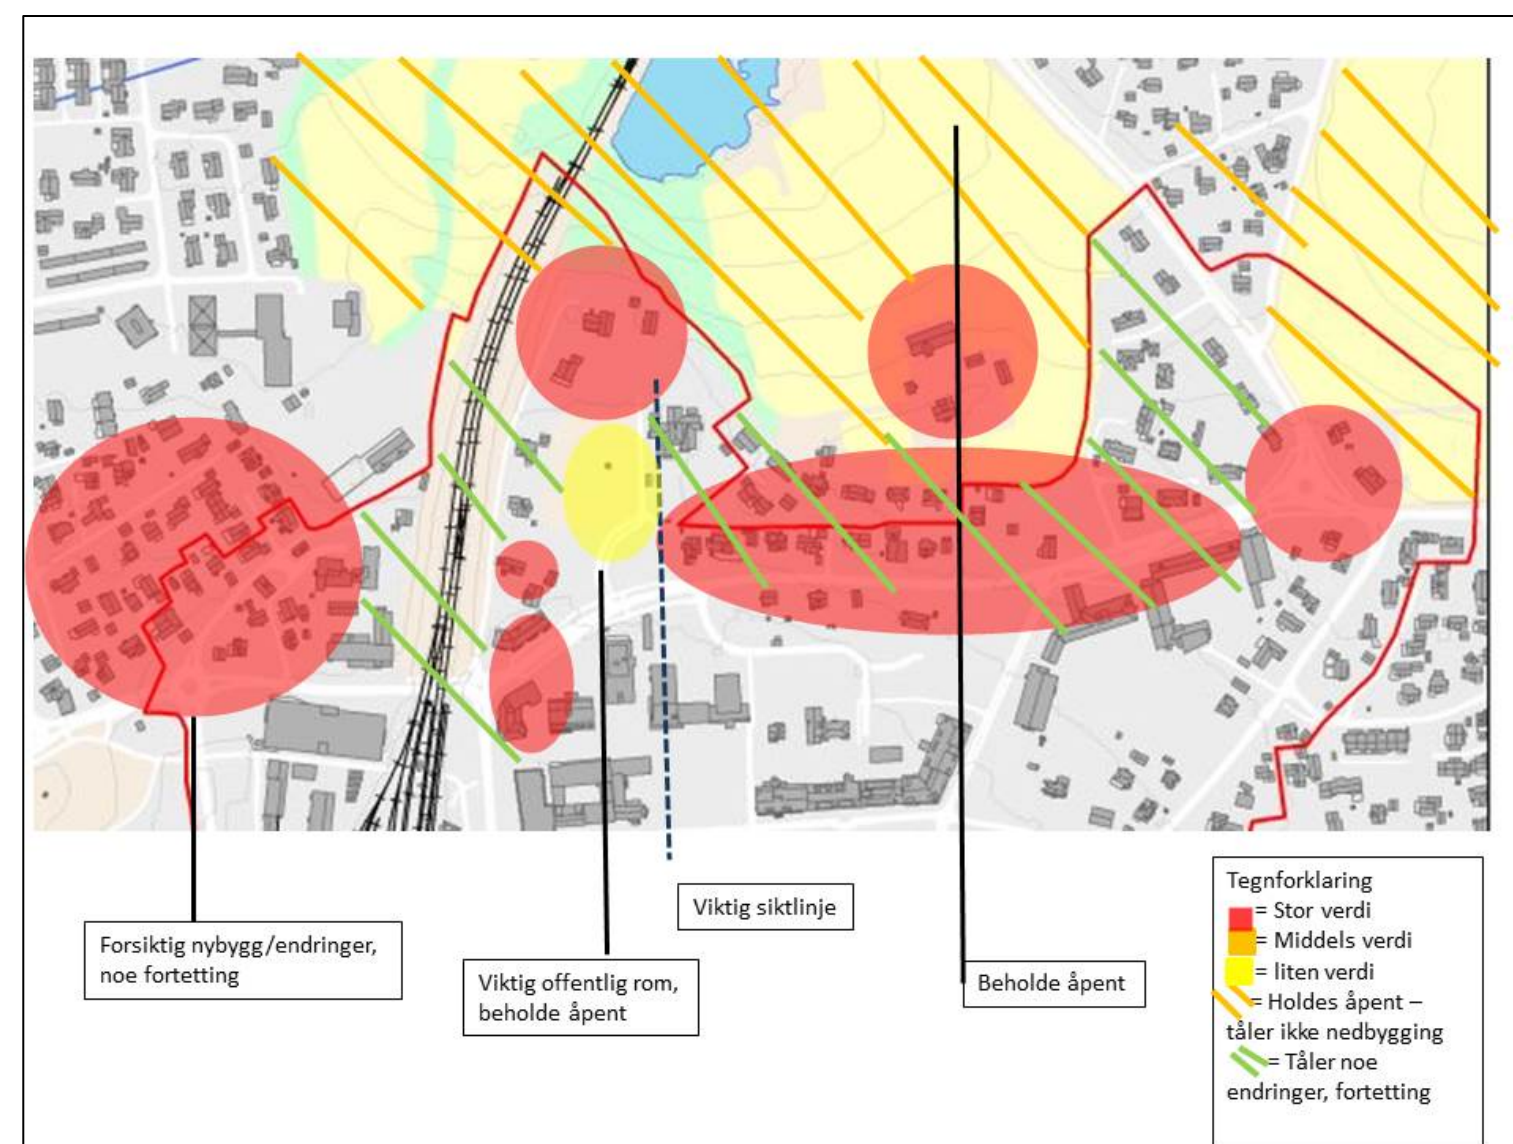 Viktig siktlinje
Forsiktig nybygg/endringer,
noe fortetting
Viktig offentlig rom,
beholde åpent
Beholde åpent
Tegnforklaring
= Stor verdi
= Middels verdi
= liten verdi
= Holdes åpent –
tåler ikke nedbygging
= Tåler noe
endringer, fortetting